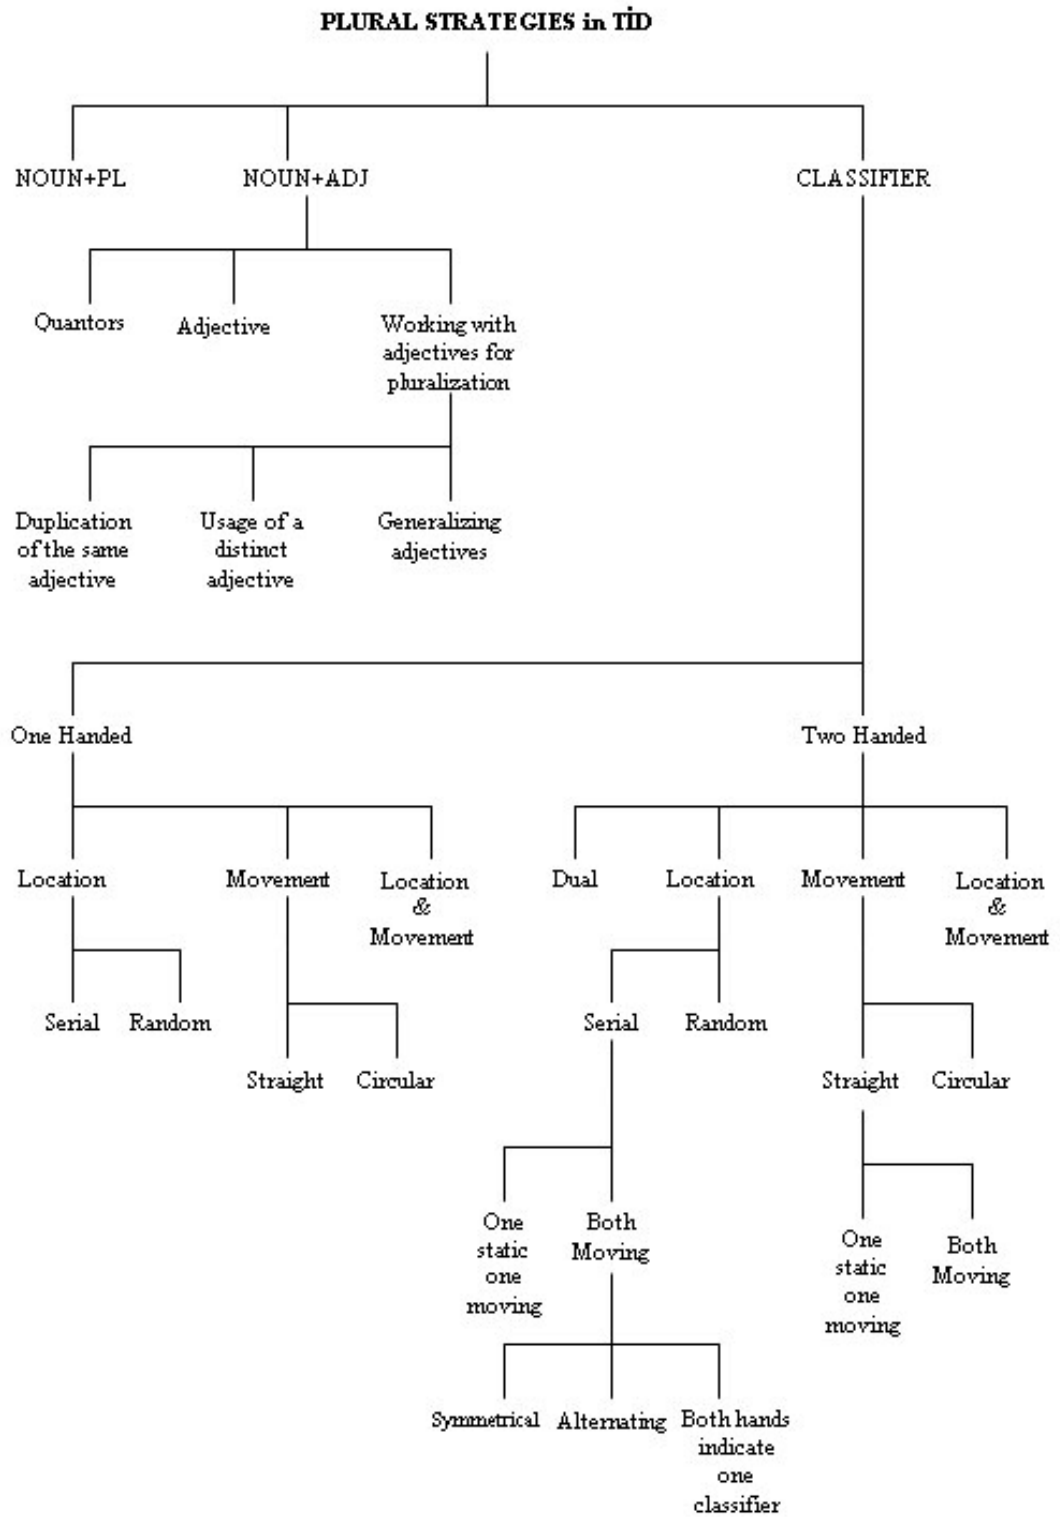 PLURAL STRATEGIES in TİD
NOUN+PL
NOUN+ADJ
CLASSIFIER
Quantors
Adjective
Working with
adjectives for
pluralization
Duplication
of the same
adjective
Usage of a
distinct
adjective
Generalizing
adjectives
One Handed
Two Handed
Location
Movement
Location
&
Movement
Dual
Location
Movement
Location
&
Movement
Serial
Random
Serial
Random
Straight
Circular
Straight
Circular
One
static
one
moving
Both
Moving
One
static
one
moving
Both
Moving
Symmetrical
Alternating
Both hands
indicate
one
classifier